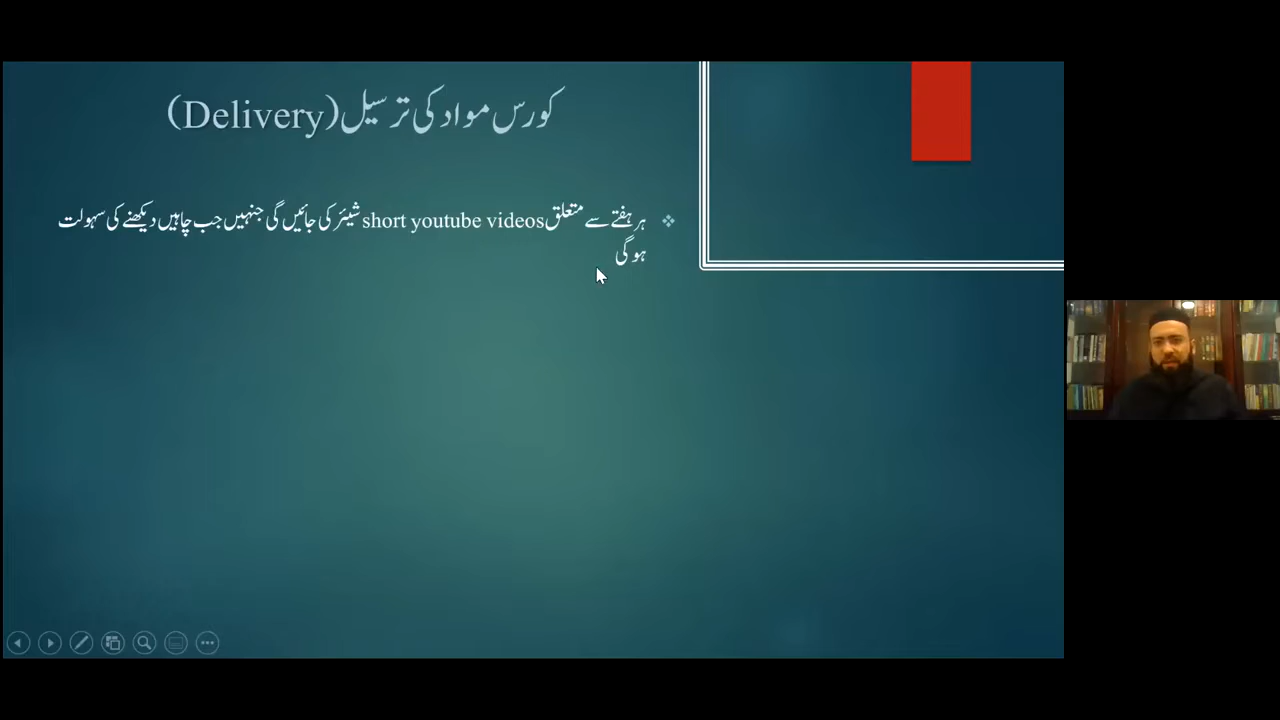 کورس مواد کی ترسیل (Delivery)
ہر ہفتے سے متعلق short youtube videos شیئر کی جائیں گی جنہیں جب چاہیں دیکھنے کی سہولت
ہو گی